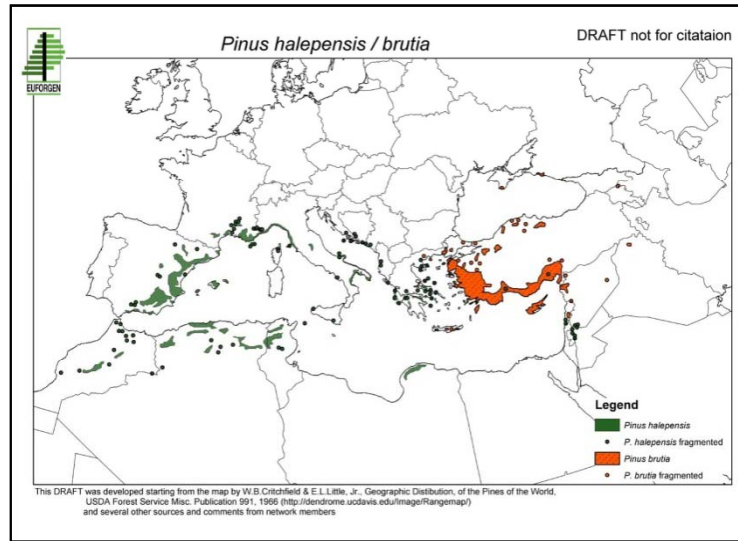 DRAFT not for citaion
Pinus halepensis / brutia
EUFORGEN
Legend
Pinus halepensis
P. halepensis fragmented
Pinus brutia
P. brutia fragmented
This DRAFT was developed starting from the map by W.B.Critchfield & E.L.Little, Jr., Geographic Distibution, of the Pines of the World,
USDA Forest Service Misc. Publication 991, 1966 (http://dendrome.ucdavis.edu/Image/Rangemap/)
and several other sources and comments from network members